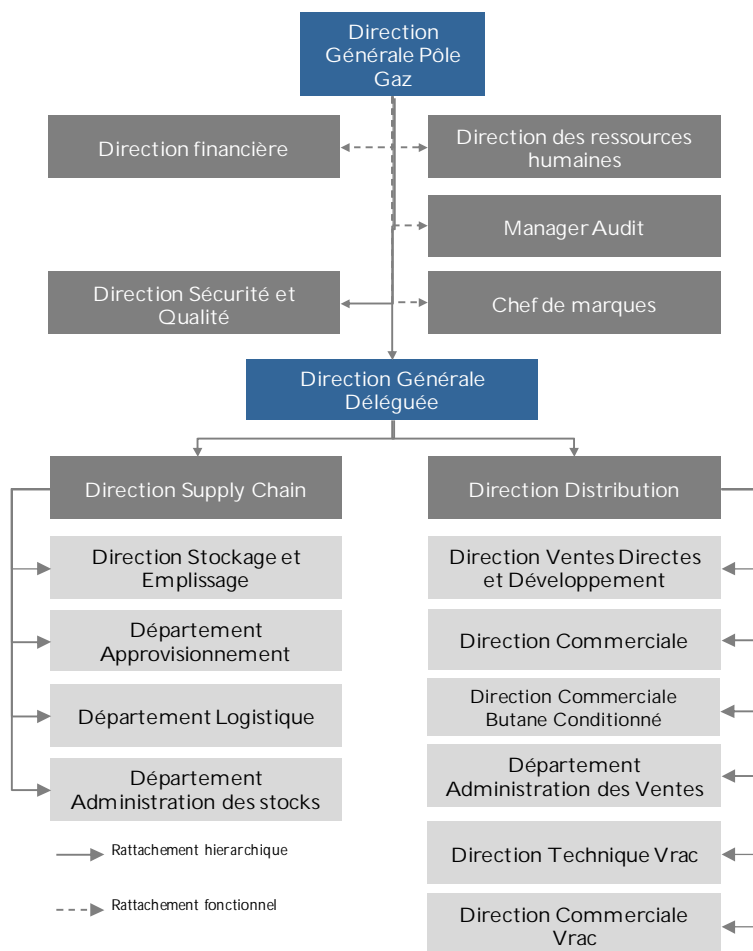 Direction
Générale Pôle
Gaz
Direction financière
Direction des ressources
humaines
Manager Audit
Direction Sécurité et
Qualité
Chef de marques
Direction Générale
Déléguée
Direction Supply Chain
Direction Distribution
Direction Stockage et
Emplissage
Direction Ventes Directes
et Développement
Département
Approvisionnement
Direction Commerciale
Département Logistique
Direction Commerciale
Butane Conditionné
Département
Administration des stocks
Département
Administration des Ventes
Rattachement hierarchique
Direction Technique Vrac
Rattachement fonctionnel
Direction Commerciale
Vrac